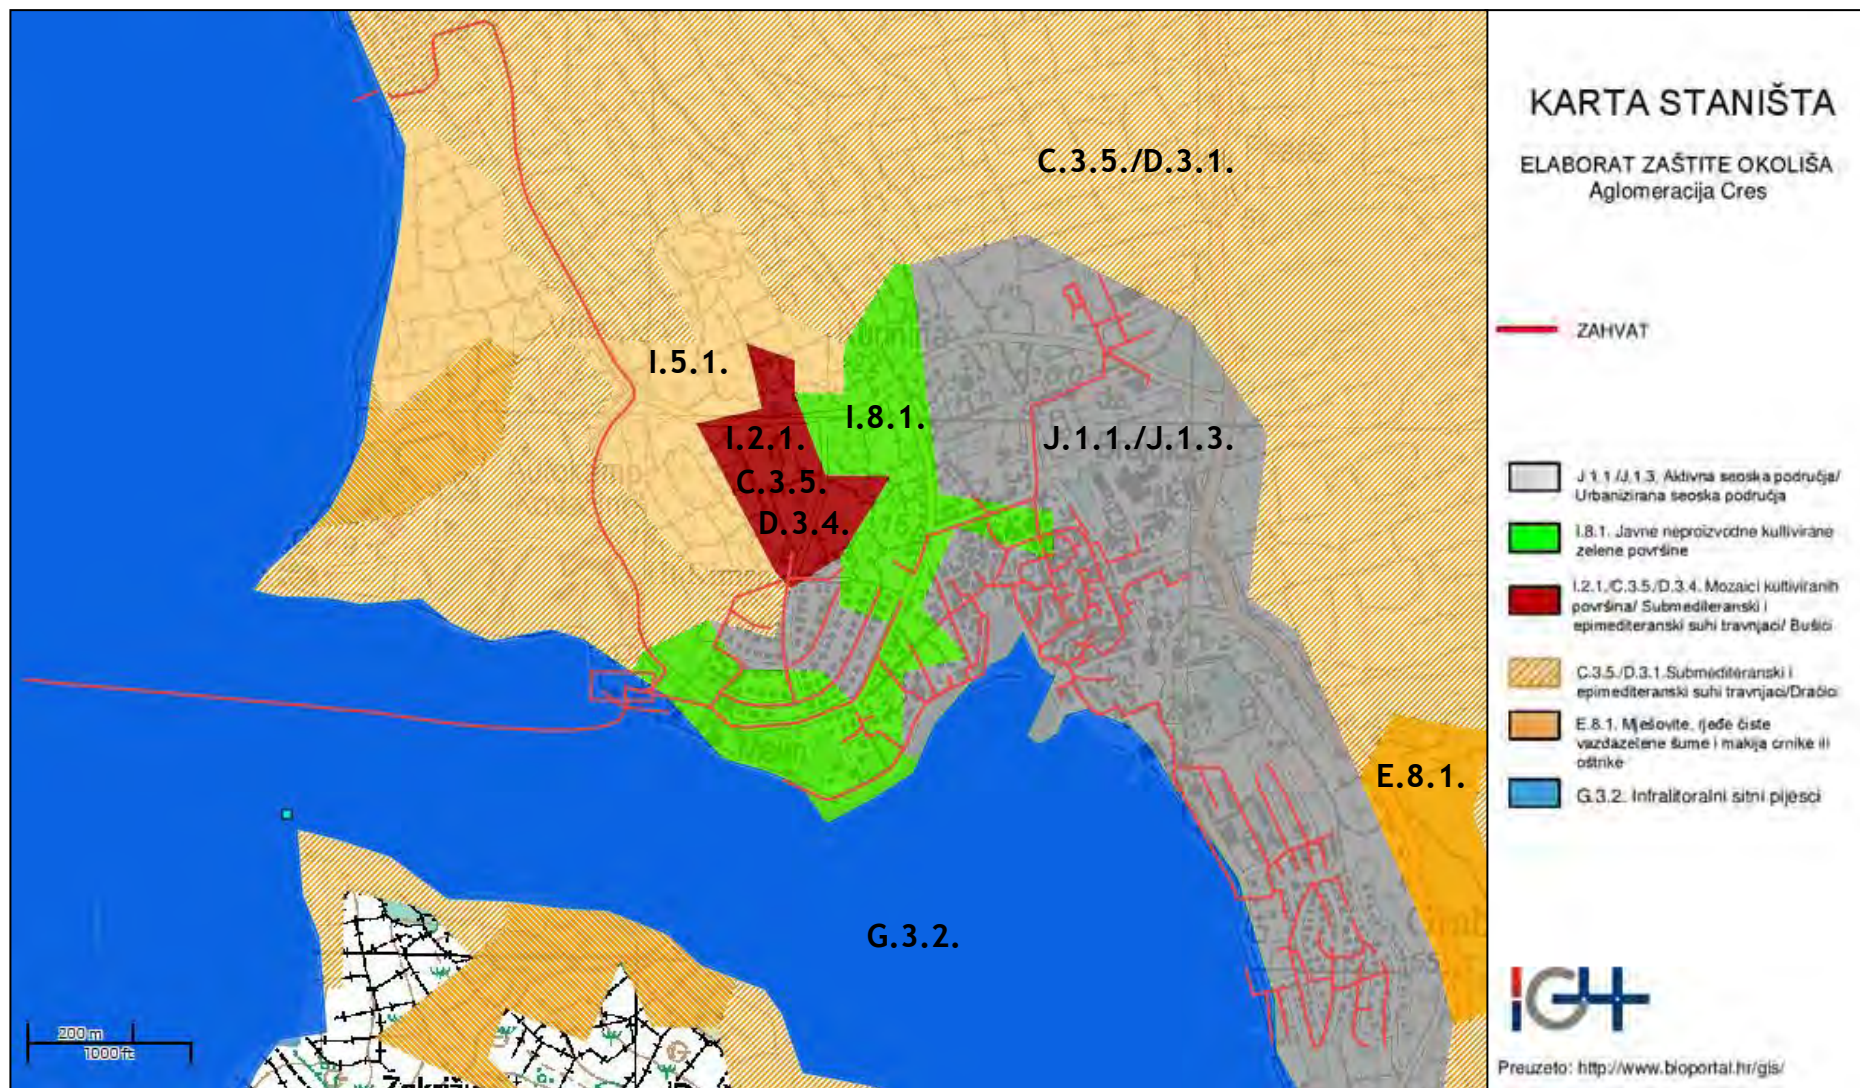 C.3.5./D.3.1.
I.5.1.
I.8.1.
I.2.1.
C.3.5.
D.3.4.
J.1.1./J.1.3.
E.8.1.
G.3.2.
200 m
1000 ft
KARTA STANIŠTA
ELABORAT ZAŠTITE OKOLIŠA
Aglomeracija Cres
ZAHVAT
J.1.1./J.1.3. Aktivna seoska područja/
Urbanizirana seoska područja
I.8.1. Javne neproizvodne kultivirane
zelene površine
I.2.1./C.3.5./D.3.4. Mozaici kultiviranih
površina/ Submediteranski i
epimediteranski suhi travnjaci/ Bušici
C.3.5./D.3.1.Submediteranski i
epimediteranski suhi travnjaci/Dračici
E.8.1. Mješovite, rjeđe čiste
vazdazelene šume i makija crnike ili
oštrike
G.3.2. Infralitoralni sitni pijesci
IGH
Preuzeto: http://www.bioportal.hr/gis/